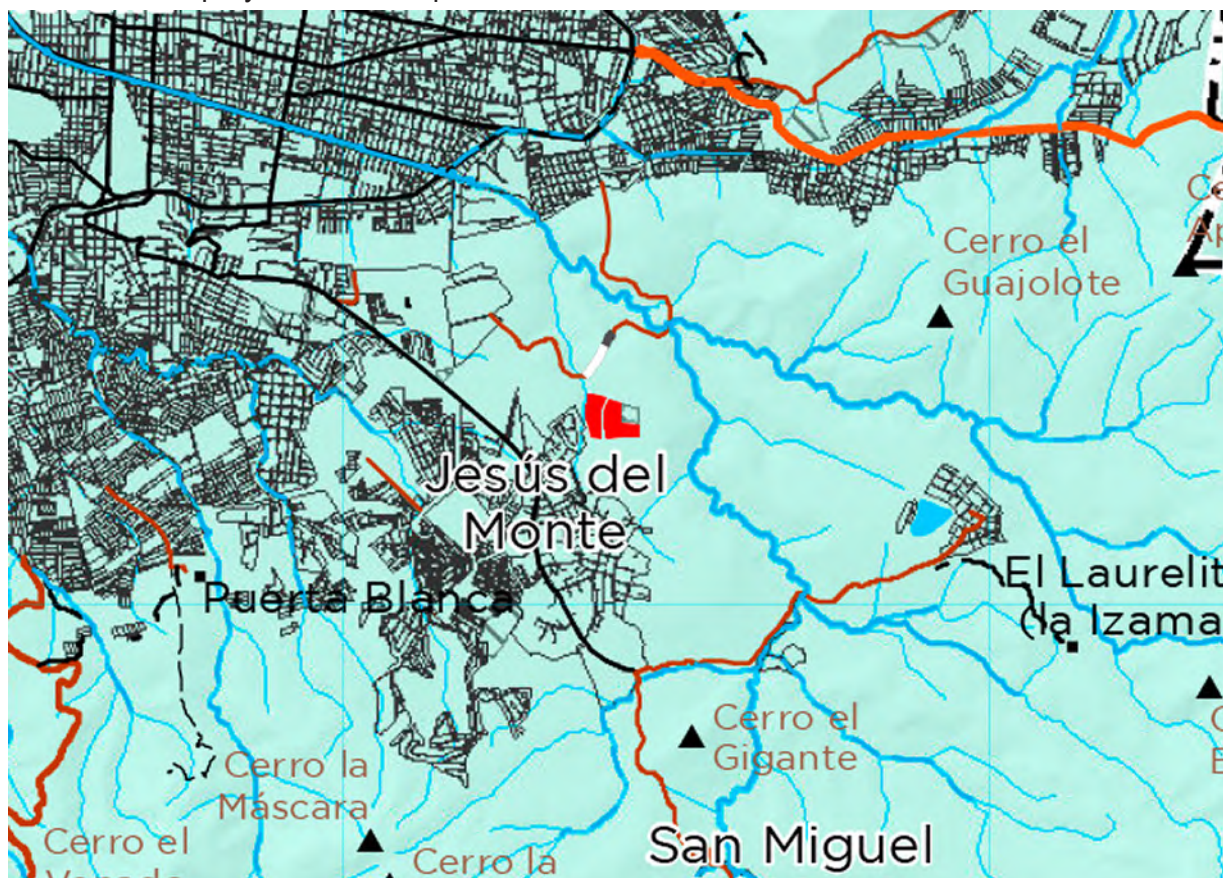 Cerro el
Guajolote
Jesús del
Monte
Puerta Blanca
El Laurelit
(la Izama
Cerro el
Gigante
Cerro la
Máscara
San Miguel
Cerro el
Cerro la